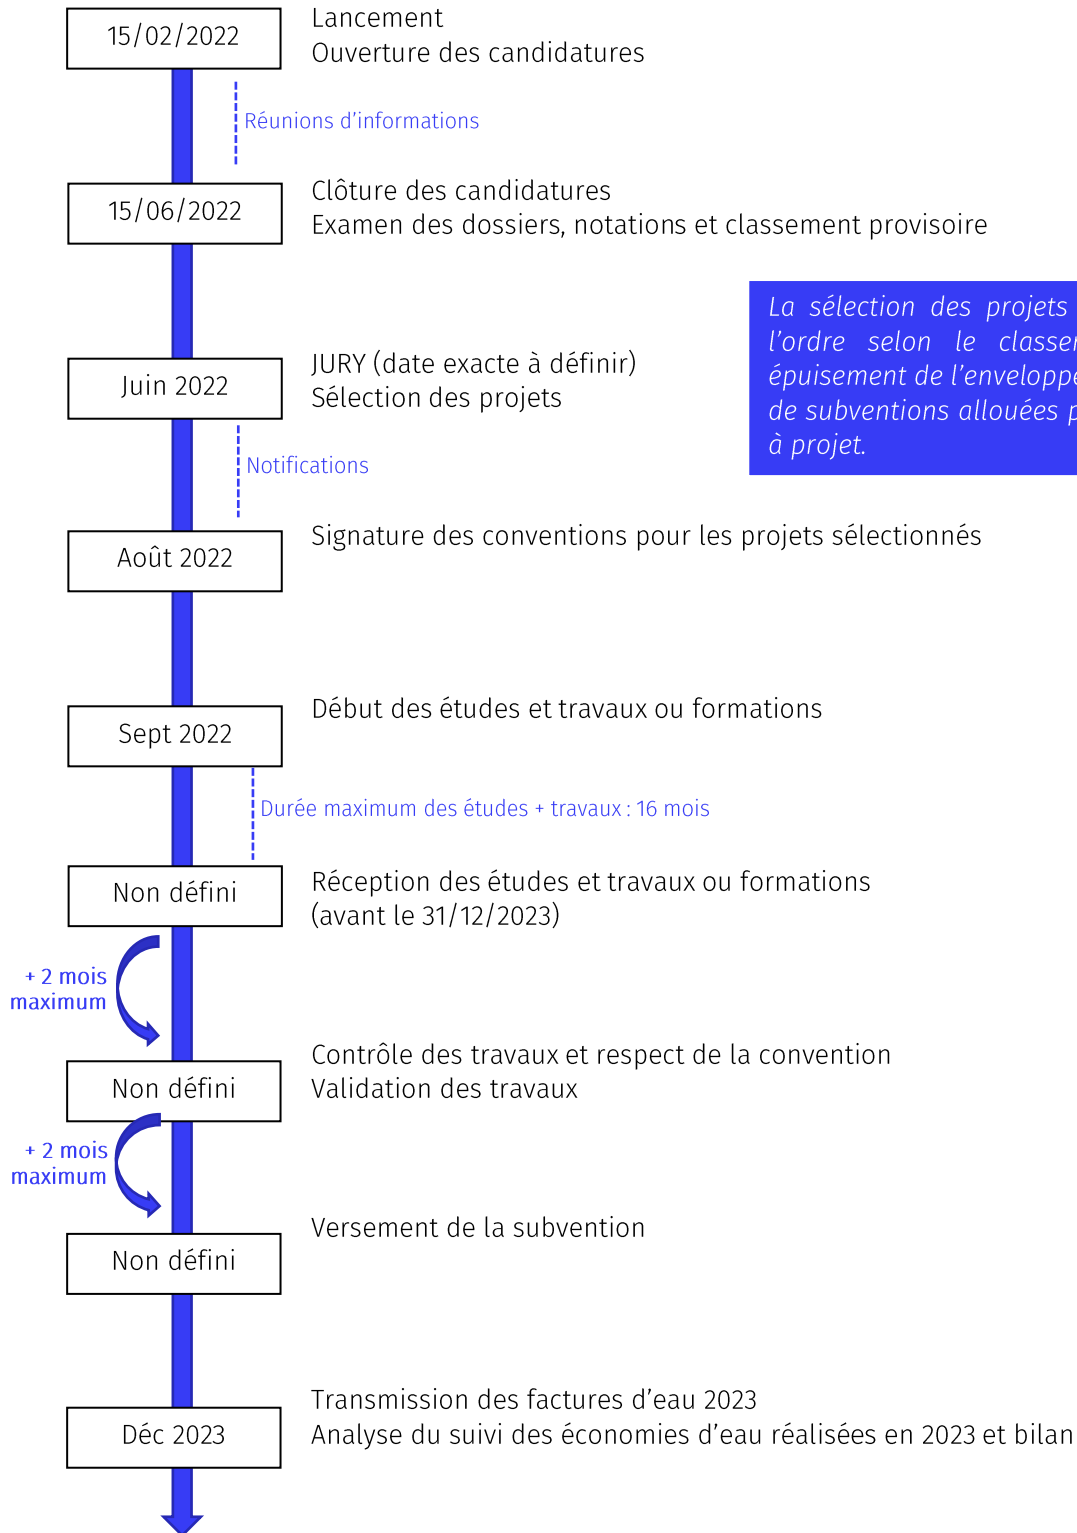 15/02/2022
Lancement
Ouverture des candidatures
Réunions d'informations
15/06/2022
Clôture des candidatures
Examen des dossiers, notations et classement provisoire
La sélection des projets
l'ordre selon le
épuisement de
de subventions allouées
à projet.
Juin 2022
JURY (date exacte à définir)
Sélection des projets
Notifications
Août 2022
Signature des conventions pour les projets sélectionnés
Sept 2022
Début des études et travaux ou formations
Durée maximum des études + travaux : 16 mois
Non défini
Réception des études et travaux ou formations
(avant le 31/12/2023)
+ 2 mois
maximum
Non défini
Contrôle des travaux et respect de la convention
Validation des travaux
+ 2 mois
maximum
Non défini
Versement de la subvention
Déc 2023
Transmission des factures d'eau 2023
Analyse du suivi des économies d'eau réalisées en 2023 et bilan